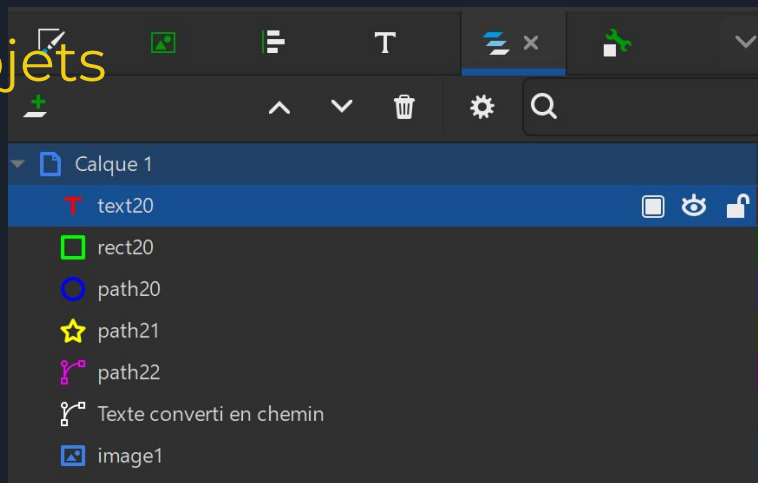 jets
Calque 1
text20
rect20
path20
path21
path22
Texte converti en chemin
image1